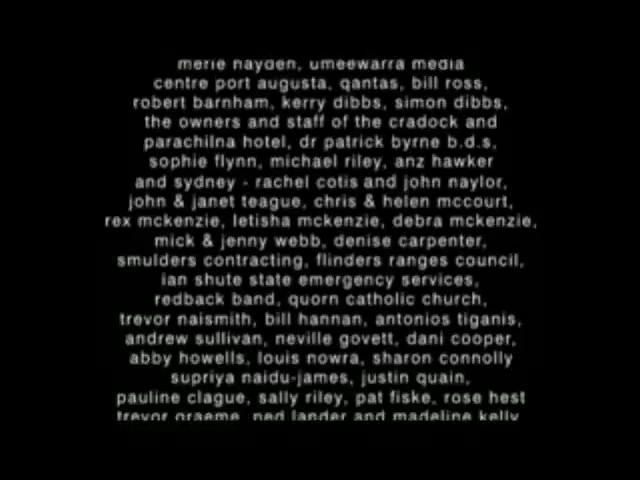 merle hayden, umeewarra media
centre port augusta, qantas, bill ross,
robert barnham, kerry dibbs, simon dibbs,
the owners and staff of the cradock and
parachilna hotel, dr patrick byrne b.d.s,
sophie flynn, michael riley, anz hawker
and sydney - rachel cotis and john naylor,
john & janet teague, chris & helen mccourt,
rex mckenzie, letisha mckenzie, debra mckenzie,
mick & jenny webb, denise carpenter,
smulders contracting, flinders ranges council,
ian shute state emergency services,
redback band, quorn catholic church,
trevor naismith, bill hannan, antonios tiganis,
andrew sullivan, neville govett, dani cooper,
abby howells, louis nowra, sharon connolly
supriya naidu-james, justin quain,
pauline clague, sally riley, pat fiske, rose hest
trevor graeme, ned lander and madeline kelly